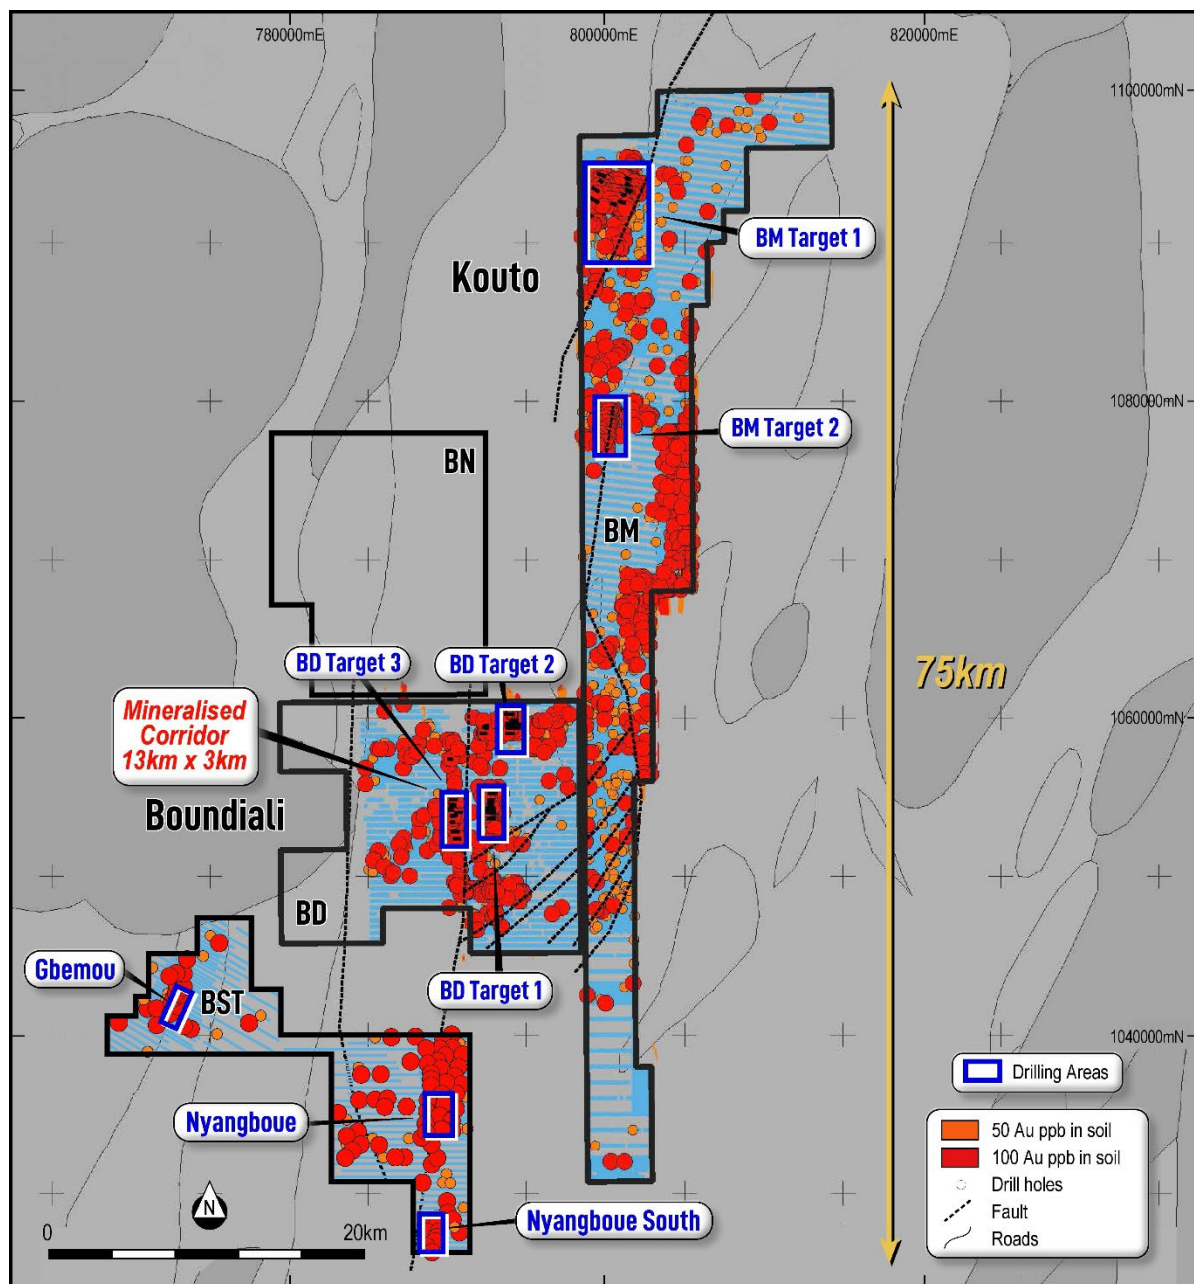 780000mE
800000mE
820000mE
1100000mN
BM Target 1
Kouto
1080000mN
BM Target 2
BN
BM
BD Target 3
BD Target 2
75km
Mineralised
Corridor
13km x 3km
1060000mN
Boundiali
BD
Gbemou
BD Target 1
BST
1040000mN
Drilling Areas
Nyangboue
50 Au ppb in soil
100 Au ppb in soil
Drill holes
Fault
Roads
N
Nyangboue South
0
20km